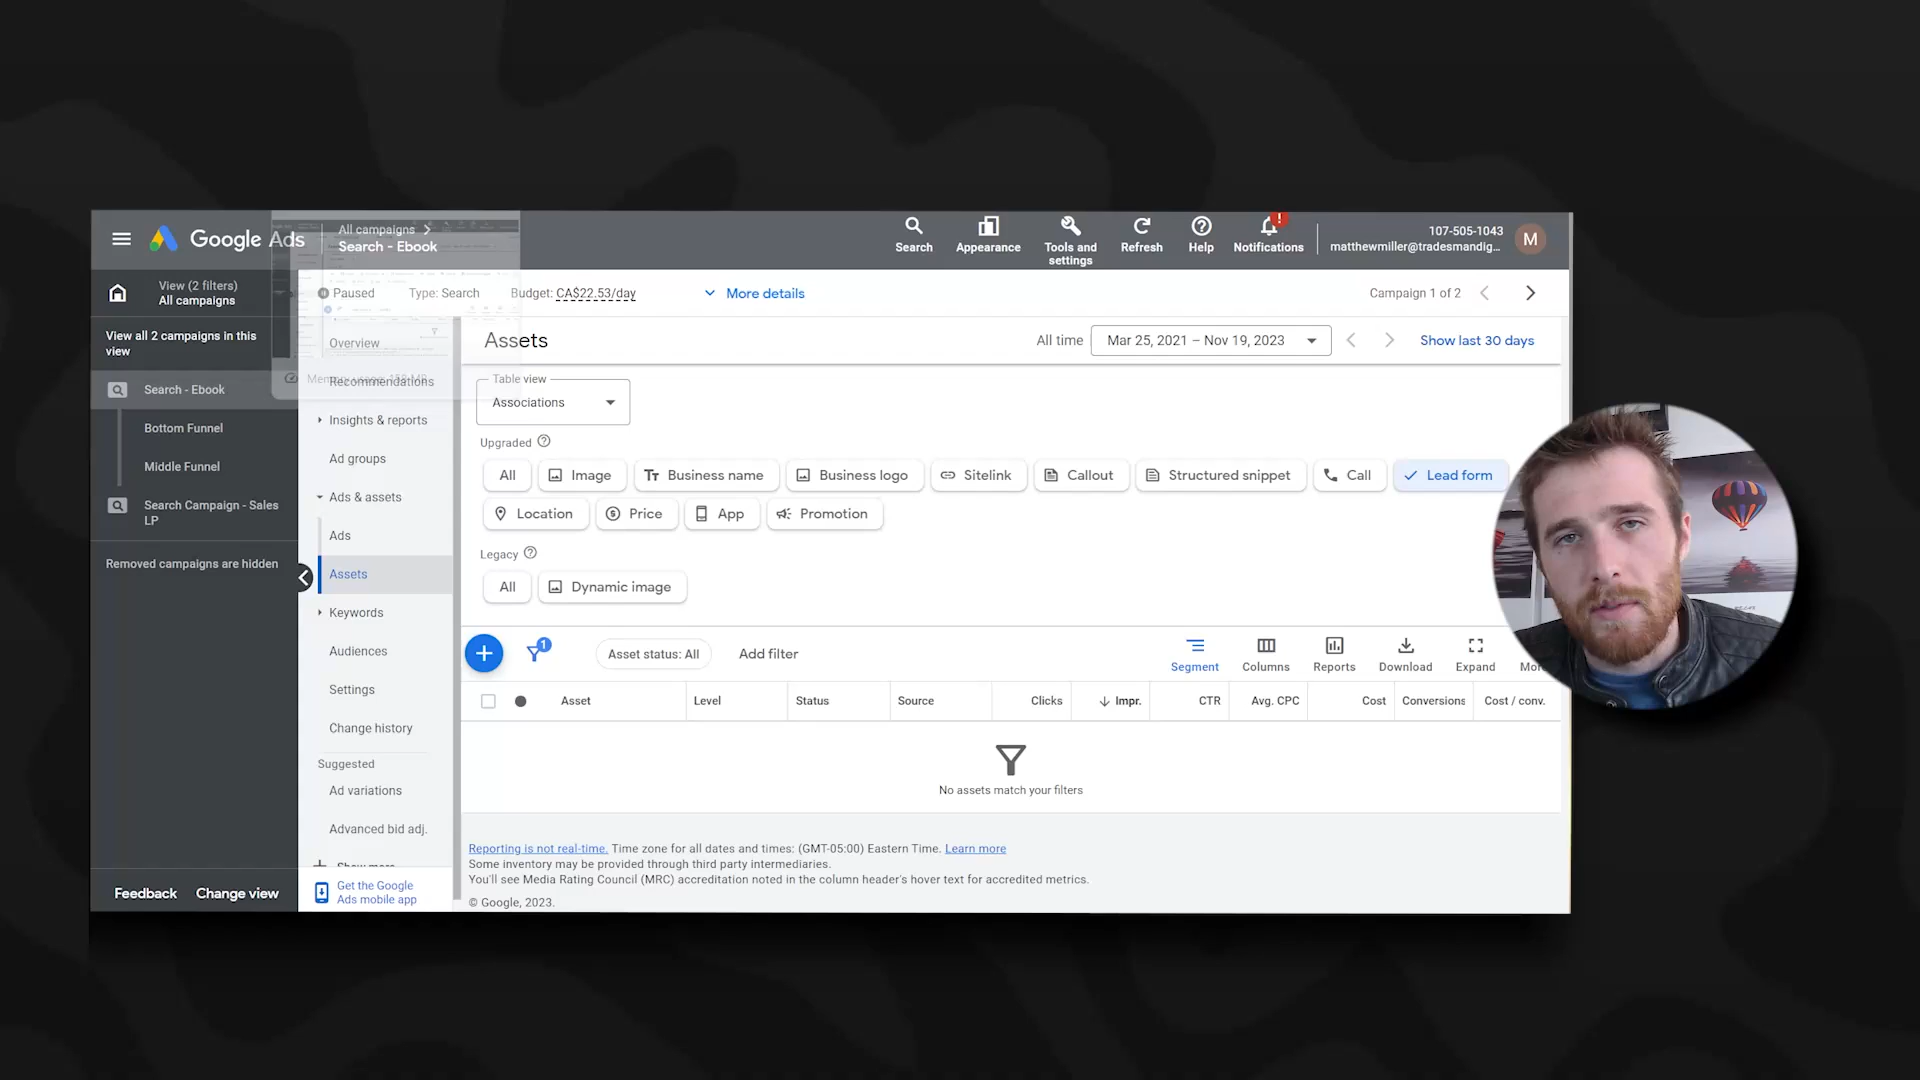 Google Ads
All campaigns
Search - Ebook
Search
Appearance
Tools and
settings
Refresh
Help
Notifications
!
107-505-1043
matthewmiller@tradesmandig...
M
View (2 filters)
All campaigns
Paused
Type: Search
Budget: CA$22.53/day
More details
Campaign 1 of 2
View all 2 campaigns in this
view
Search - Ebook
Bottom Funnel
Middle Funnel
Search Campaign - Sales
LP
Removed campaigns are hidden
Feedback
Change view
Overview
Recommendations
Insights & reports
Ad groups
Ads & assets
Ads
Assets
Keywords
Audiences
Settings
Change history
Suggested
Ad variations
Advanced bid adj.
Show more
Get the Google
Ads mobile app
Assets
All time
Mar 25, 2021 – Nov 19, 2023
Show last 30 days
Table view
Associations
Upgraded
All
Image
Business name
Business logo
Sitelink
Callout
Structured snippet
Call
Lead form
Location
Price
App
Promotion
Legacy
All
Dynamic image
1
Asset status: All
Add filter
Segment
Columns
Reports
Download
Expand
Asset
Level
Status
Source
Clicks
Impr.
CTR
Avg. CPC
Cost
Conversions
Cost / conv.
No assets match your filters
Reporting is not real-time. Time zone for all dates and times: (GMT-05:00) Eastern Time. Learn more
Some inventory may be provided through third party intermediaries.
You'll see Media Rating Council (MRC) accreditation noted in the column header's hover text for accredited metrics.
© Google, 2023.